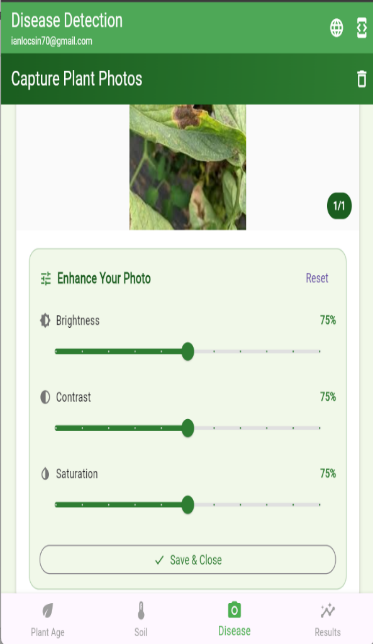 Disease Detection
ianlocsin70@gmail.com
Capture Plant Photos
1/1
Enhance Your Photo Reset
Brightness 75%
Contrast 75%
Saturation 75%
Save & Close
Plant Age Soil Disease Results